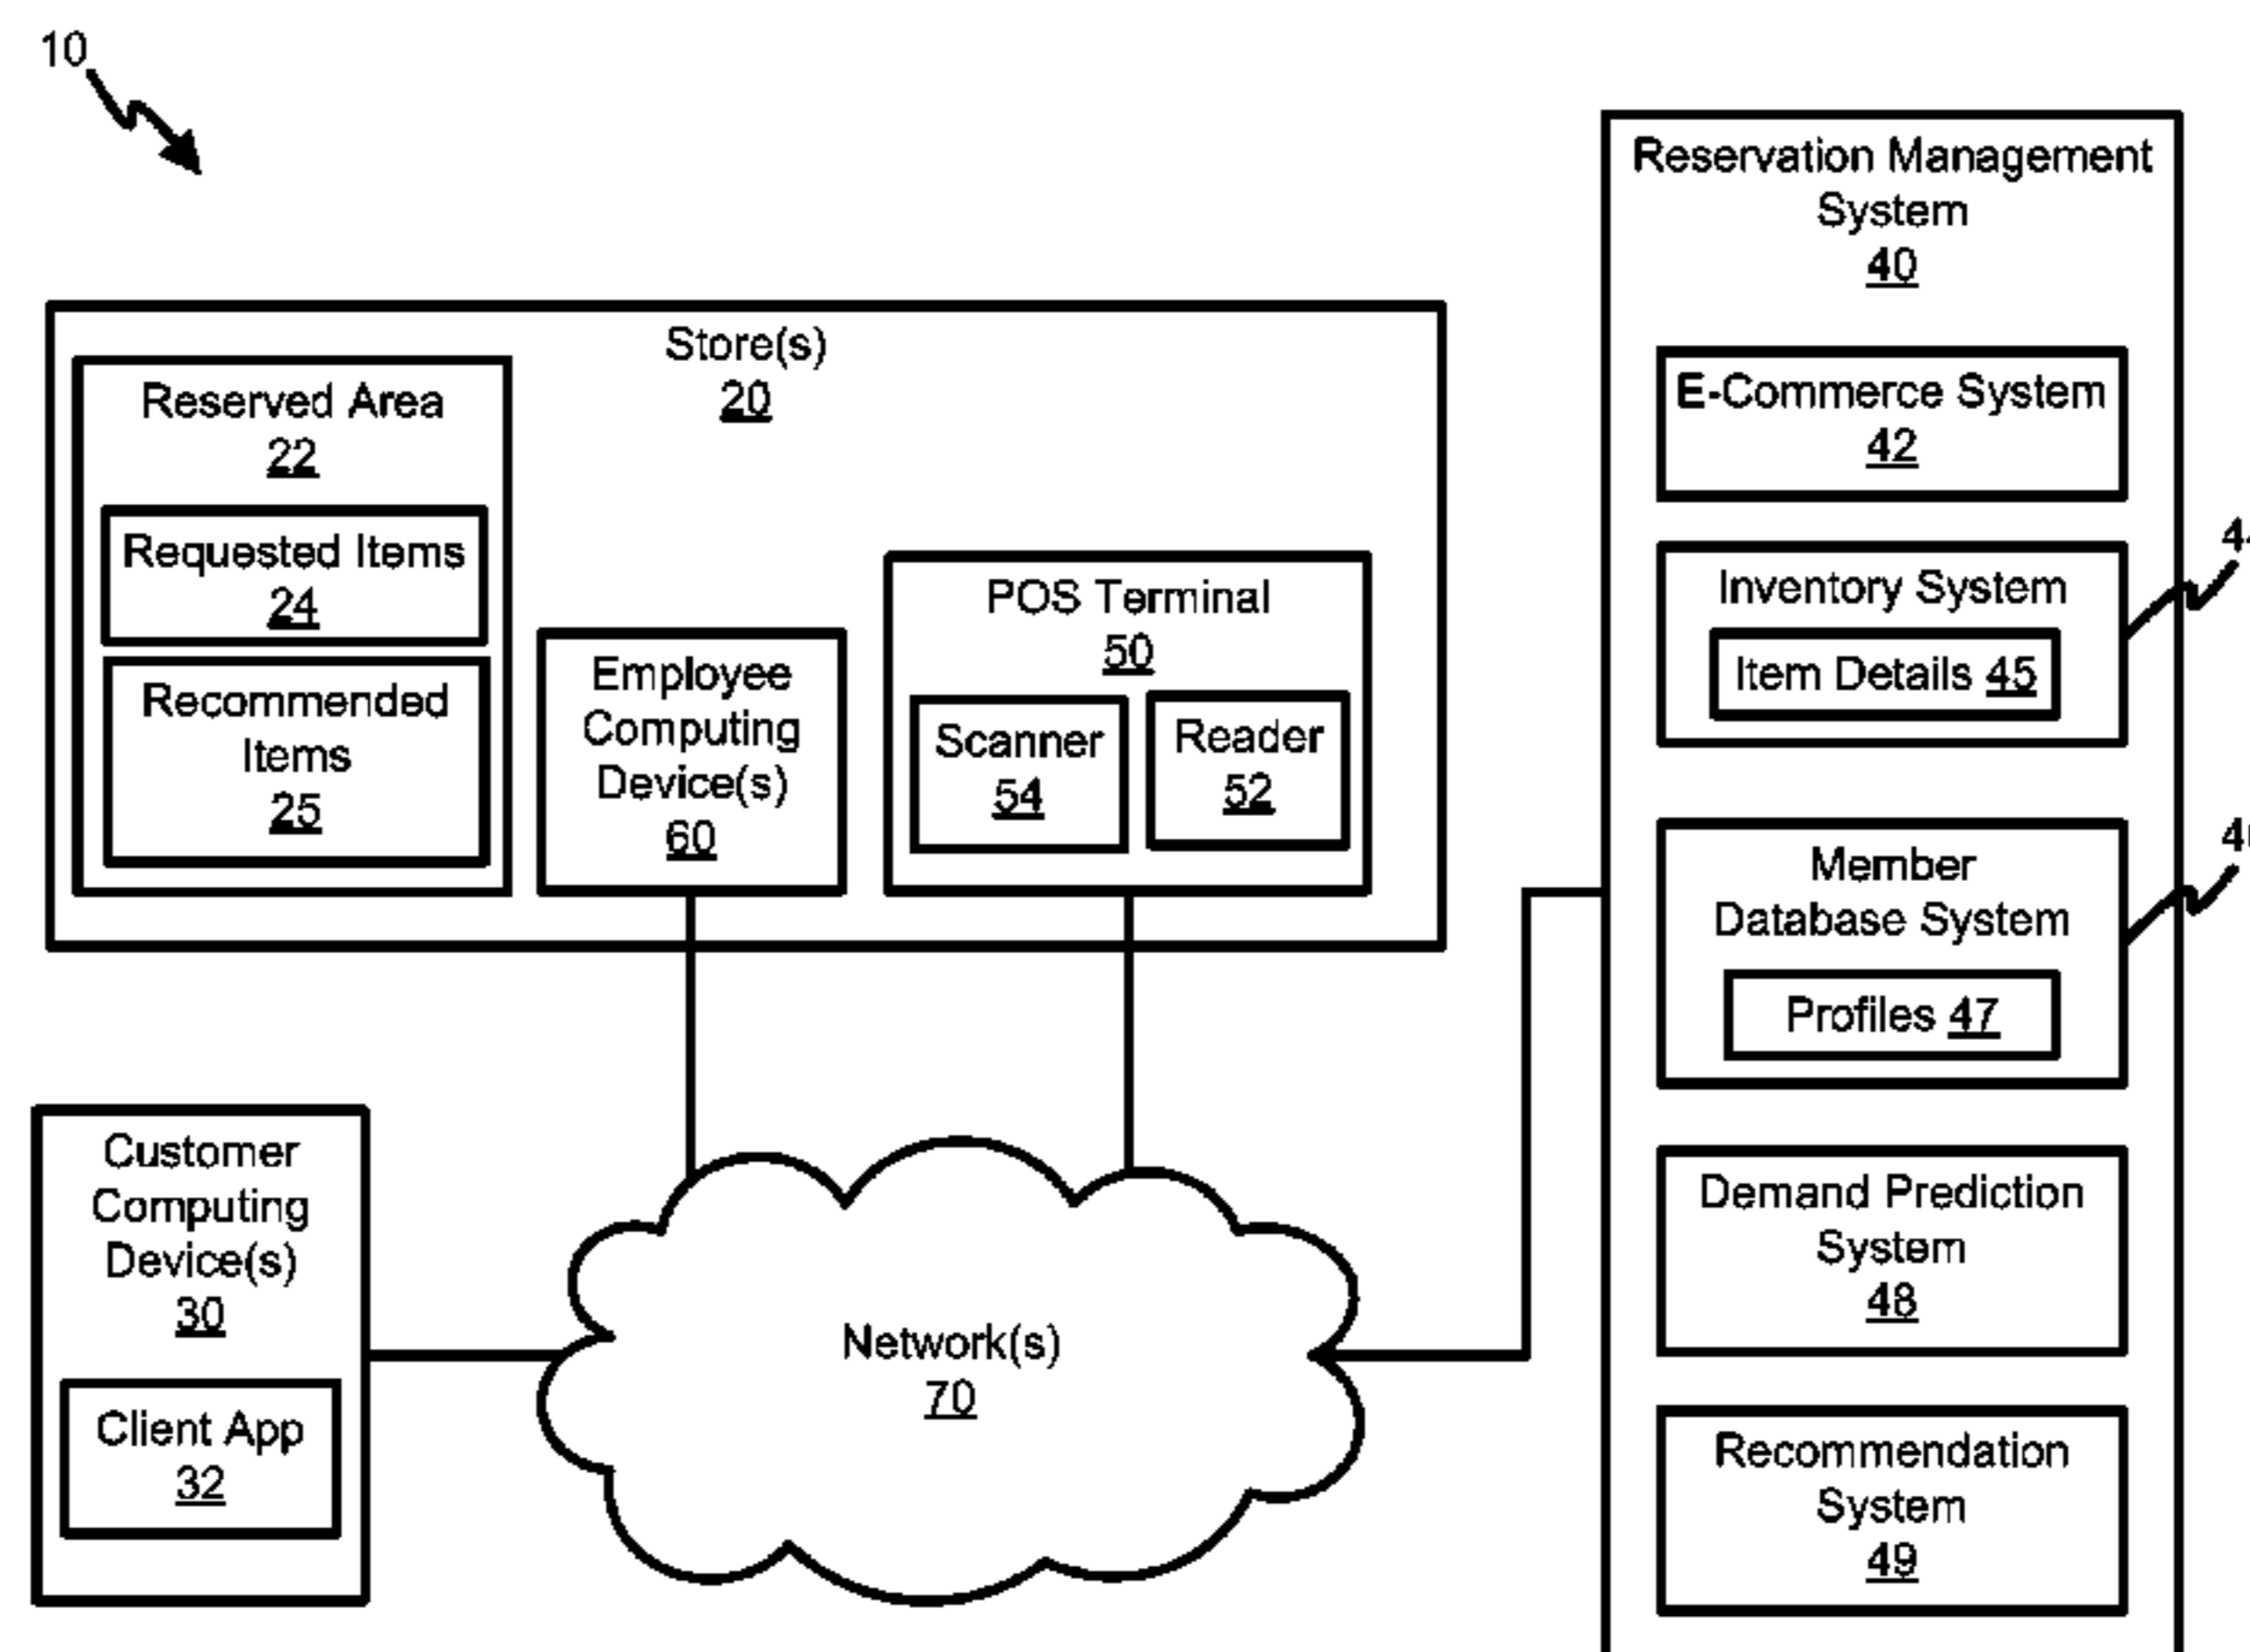 10
Store(s)
20
Reserved Area
22
Requested Items
24
Recommended
Items
25
Employee
Computing
Device(s)
60
POS Terminal
50
Scanner
54
Reader
52
Customer
Computing
Device(s)
30
Client App
32
Network(s)
70
Reservation Management
System
40
E-Commerce System
42
Inventory System
Item Details 45
44
Member
Database System
Profiles 47
Demand Prediction
System
48
Recommendation
System
49